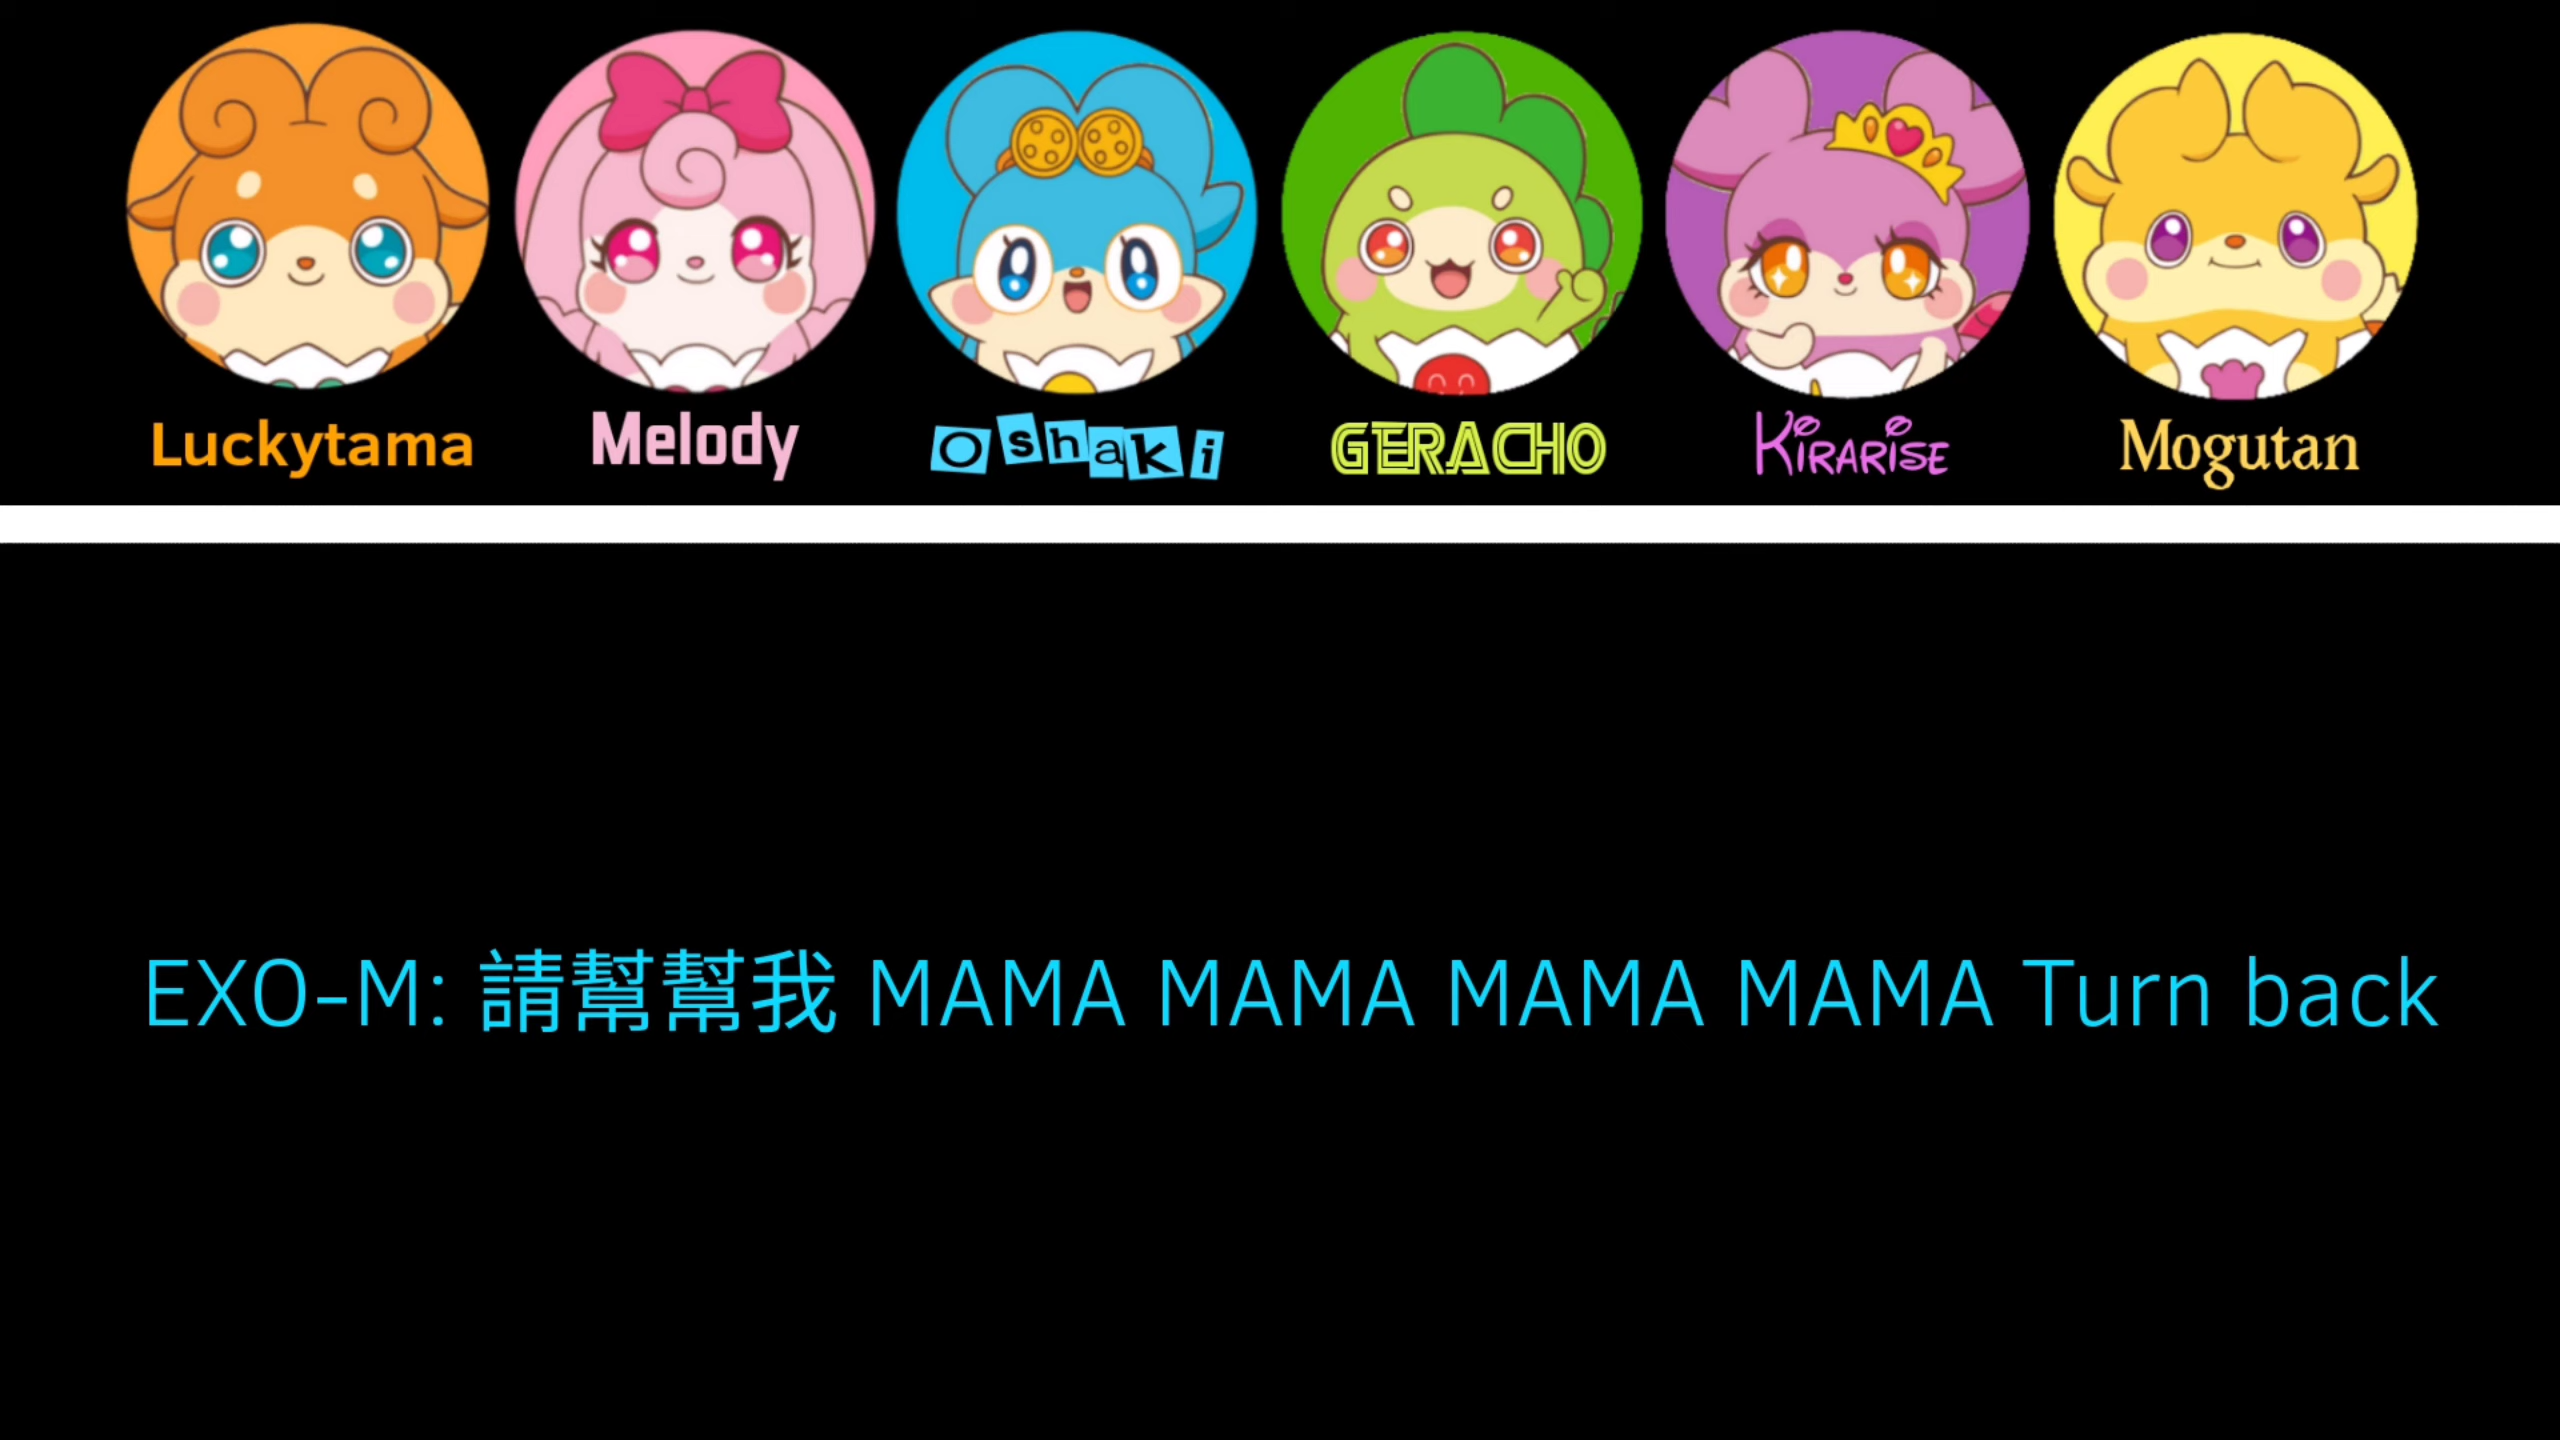 Luckytama
Melody
Oshaki
GERACHO
KIRARISE
Mogutan
EXO-M: 請幫幫我 MAMA MAMA MAMA MAMA Turn back